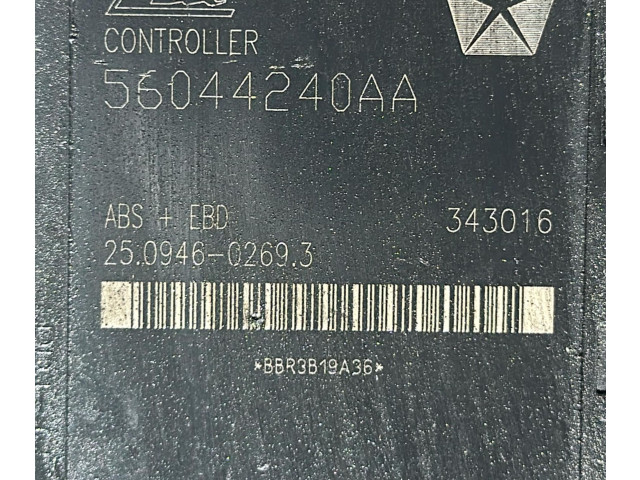 CONTROLLER
56044240AA
ABS + EBD 343016
25.0946-0269.3
*BBR3B19A36*